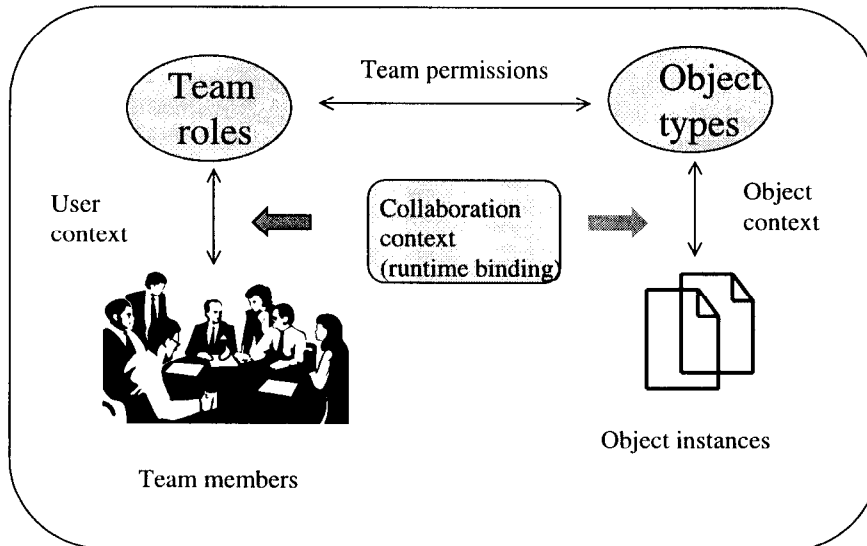 Team permissions
Team
roles
Object
types
User
context
Collaboration
context
(runtime binding)
Object
context
Team members
Object instances